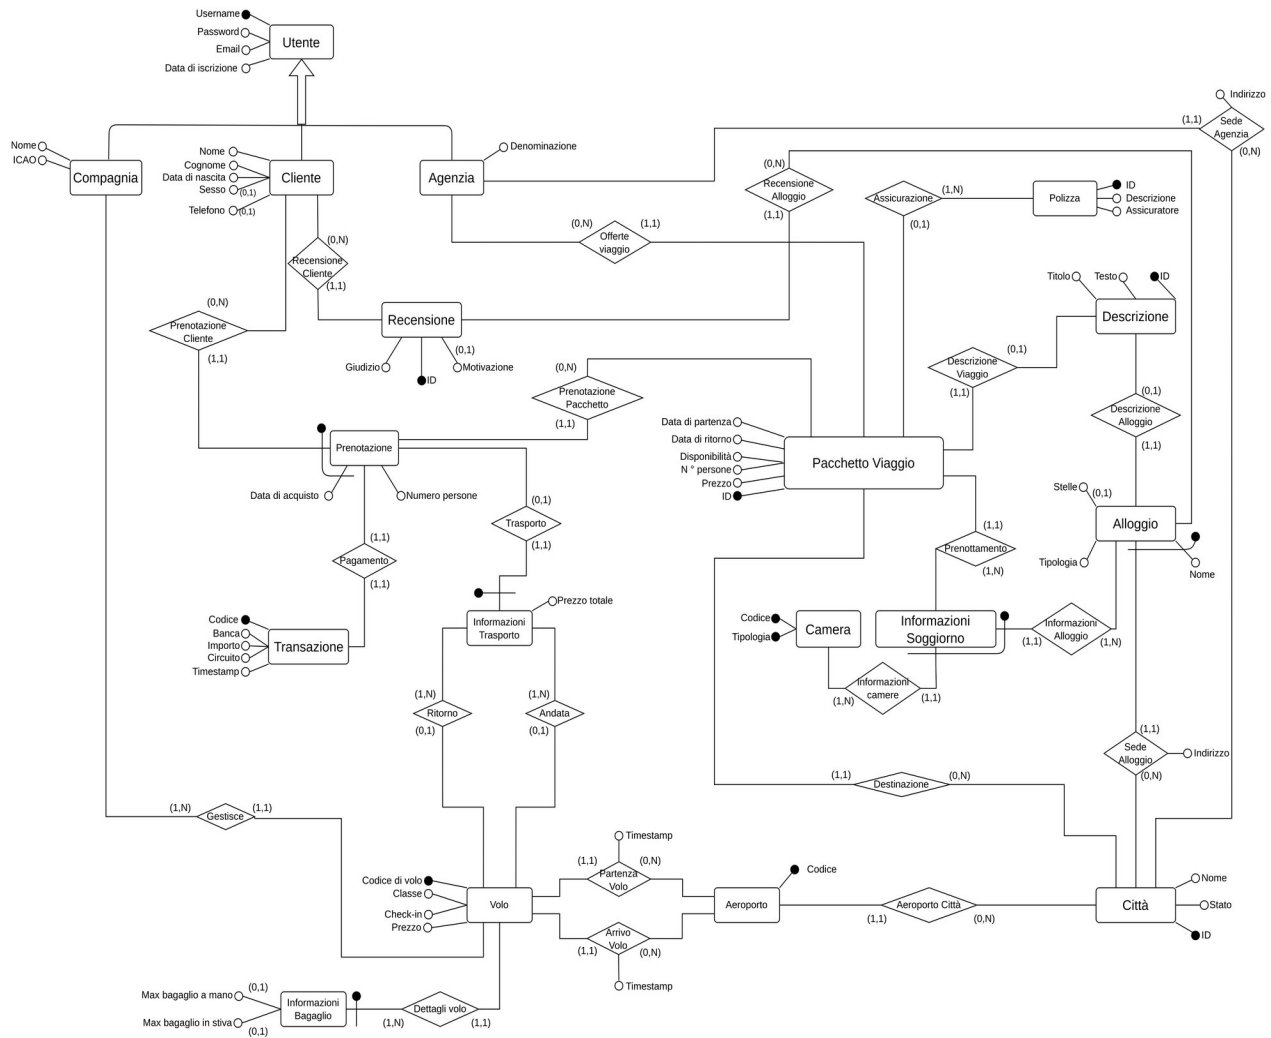 Username
Password
Utente
Email
Data di iscrizione
Indirizzo
(1,1)
Sede
Agenzia
(0,N)
Nome
ICAO
Compagnia
Nome
Cognome
Data di nascita
Sesso
(0,1)
Telefono
(0,1)
Cliente
Denominazione
Agenzia
(0,N)
Recensione
Alloggio
(1,1)
Assicurazione
(1,N)
(0,1)
Polizza
ID
Descrizione
Assicuratore
(0,N)
Offerte
viaggio
(1,1)
(0,N)
Recensione
Cliente
(1,1)
Titolo
Testo
ID
Descrizione
(0,N)
Prenotazione
Cliente
(1,1)
Recensione
Giudizio
(0,1)
Motivazione
ID
(0,1)
Descrizione
Viaggio
(1,1)
(0,N)
Prenotazione
Pacchetto
(1,1)
(0,1)
Descrizione
Alloggio
(1,1)
Data di partenza
Data di ritorno
Disponibilità
N ° persone
Prezzo
ID
Pacchetto Viaggio
Prenotazione
Data di acquisto
Numero persone
Stelle
(0,1)
Alloggio
Tipologia
Nome
(0,1)
Trasporto
(1,1)
(1,1)
Prenottamento
(1,N)
(1,1)
Pagamento
(1,1)
Prezzo totale
Informazioni
Trasporto
Codice
Banca
Importo
Circuito
Timestamp
Transazione
Codice
Tipologia
Camera
Informazioni
Soggiorno
(1,1)
Informazioni
Alloggio
(1,N)
(1,N)
Informazioni
camere
(1,1)
(1,N)
Ritorno
(0,1)
(1,N)
Andata
(0,1)
(1,1)
Sede
Alloggio
(0,N)
Indirizzo
(1,1)
Destinazione
(0,N)
(1,N)
Gestisce
(1,1)
Timestamp
(1,1)
Partenza
Volo
(0,N)
Codice di volo
Classe
Check-in
Prezzo
Volo
Codice
Aeroporto
(1,1)
Aeroporto Città
(0,N)
Nome
Città
Stato
ID
(1,1)
Arrivo
Volo
(0,N)
Timestamp
Max bagaglio a mano
(0,1)
Max bagaglio in stiva
(0,1)
Informazioni
Bagaglio
(1,N)
Dettagli volo
(1,1)